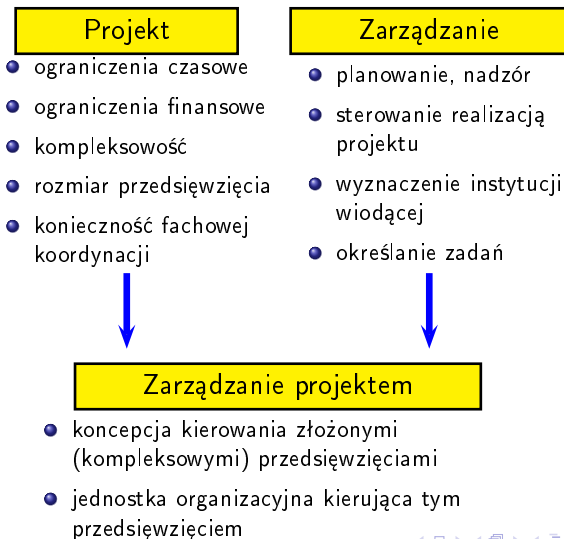 Projekt
ograniczenia czasowe
ograniczenia finansowe
kompleksowość
rozmiar przedsięwzięcia
konieczność fachowej
koordynacji
Zarządzanie
planowanie, nadzór
sterowanie realizacją
projektu
wyznaczenie instytucji
wiodącej
określanie zadań
Zarządzanie projektem
koncepcja kierowania złożonymi
(kompleksowymi) przedsięwzięciami
jednostka organizacyjna kierująca tym
przedsięwzięciem